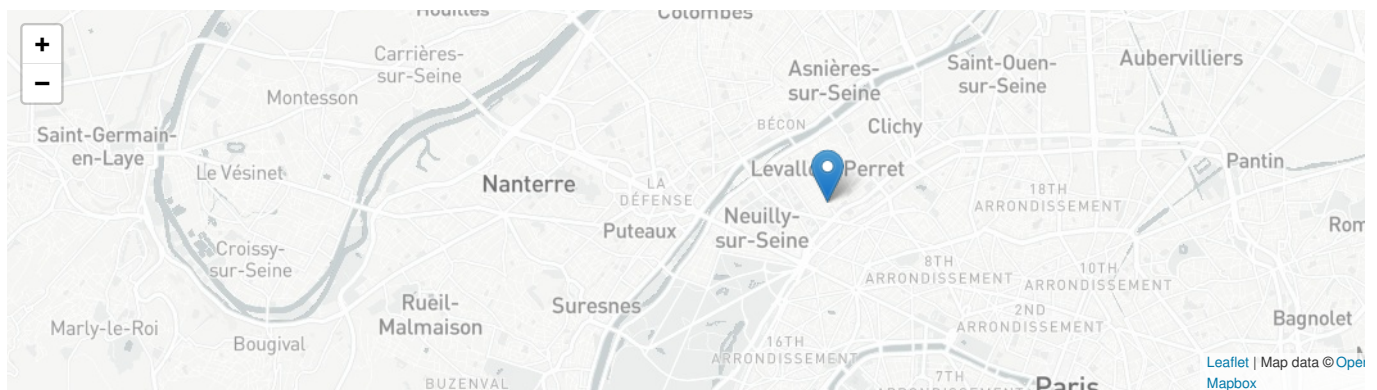 Houilles
Colombes
+
−
Carrières-
sur-Seine
Asnières-
sur-Seine
Saint-Ouen-
sur-Seine
Aubervilliers
Montesson
BÉCON
Clichy
Saint-Germain-
en-Laye
Le Vésinet
Nanterre
LA
DÉFENSE
Perret
Pantin
18TH
ARRONDISSEMENT
Puteaux
Neuilly-
sur-Seine
Croissy-
sur-Seine
8TH
ARRONDISSEMENT
10TH
ARRONDISSEMENT
Rueil-
Malmaison
Suresnes
2ND
ARRONDISSEMENT
Marly-le-Roi
Bougival
Bagnolet
16TH
ARRONDISSEMENT
BUZENVAL
7TH
Paris
Leaflet | Map data ©
Mapbox